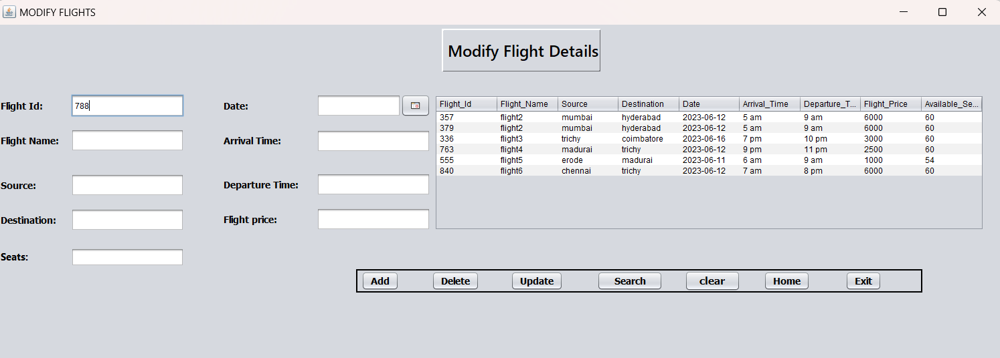 MODIFY FLIGHTS
Modify Flight Details
Flight Id: 788
Date:
Flight Name:
Arrival Time:
Source:
Departure Time:
Destination:
Flight price:
Seats:
Flight_Id Flight_Name Source Destination Date Arrival_Time Departure_T... Flight_Price Available_Se...
357 flight2 mumbai hyderabad 2023-06-12 5 am 9 am 6000 60
379 flight2 mumbai hyderabad 2023-06-12 5 am 9 am 6000 60
336 flight3 trichy coimbatore 2023-06-16 7 pm 10 pm 3000 60
763 flight4 madurai trichy 2023-06-12 9 pm 11 pm 2500 60
555 flight5 erode madurai 2023-06-11 6 am 9 am 1000 54
840 flight6 chennai trichy 2023-06-12 7 am 8 pm 6000 60
Add Delete Update Search clear Home Exit